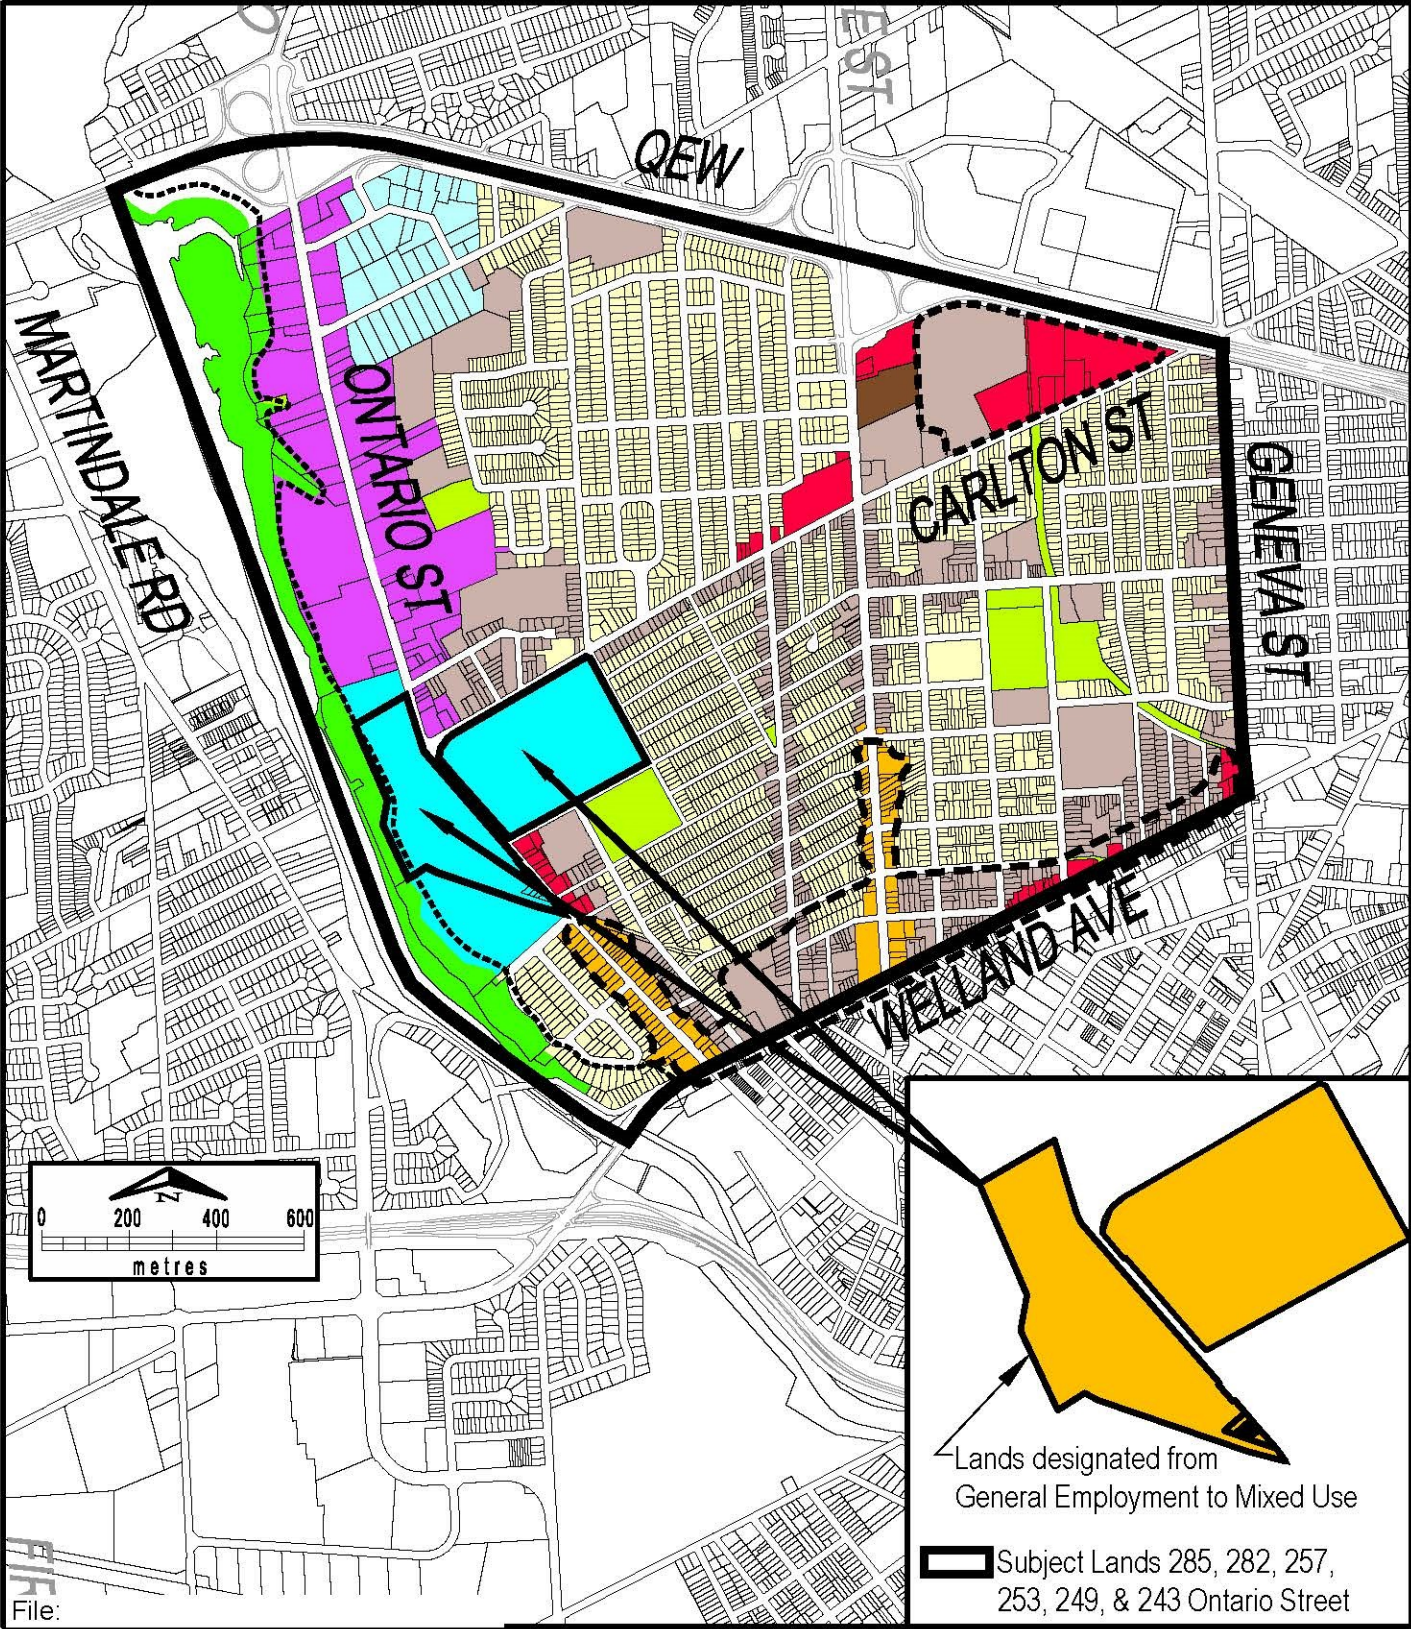 EST
QEW
MARTINDALE RD
ONTARIO ST
CARLTON ST
GENEVA ST
WELLAND AVE
N
0 200 400 600
metres
Lands designated from
General Employment to Mixed Use
Subject Lands 285, 282, 257,
253, 249, & 243 Ontario Street
File: